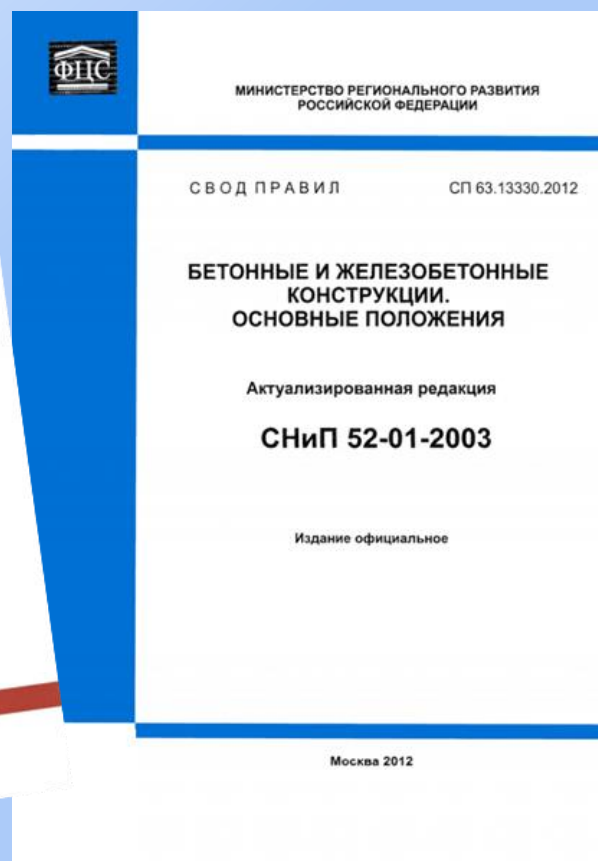 ФЦС
МИНИСТЕРСТВО РЕГИОНАЛЬНОГО РАЗВИТИЯ
РОССИЙСКОЙ ФЕДЕРАЦИИ
СВОД ПРАВИЛ СП 63.13330.2012
БЕТОННЫЕ И ЖЕЛЕЗОБЕТОННЫЕ
КОНСТРУКЦИИ.
ОСНОВНЫЕ ПОЛОЖЕНИЯ
Актуализированная редакция
СНиП 52-01-2003
Издание официальное
Москва 2012